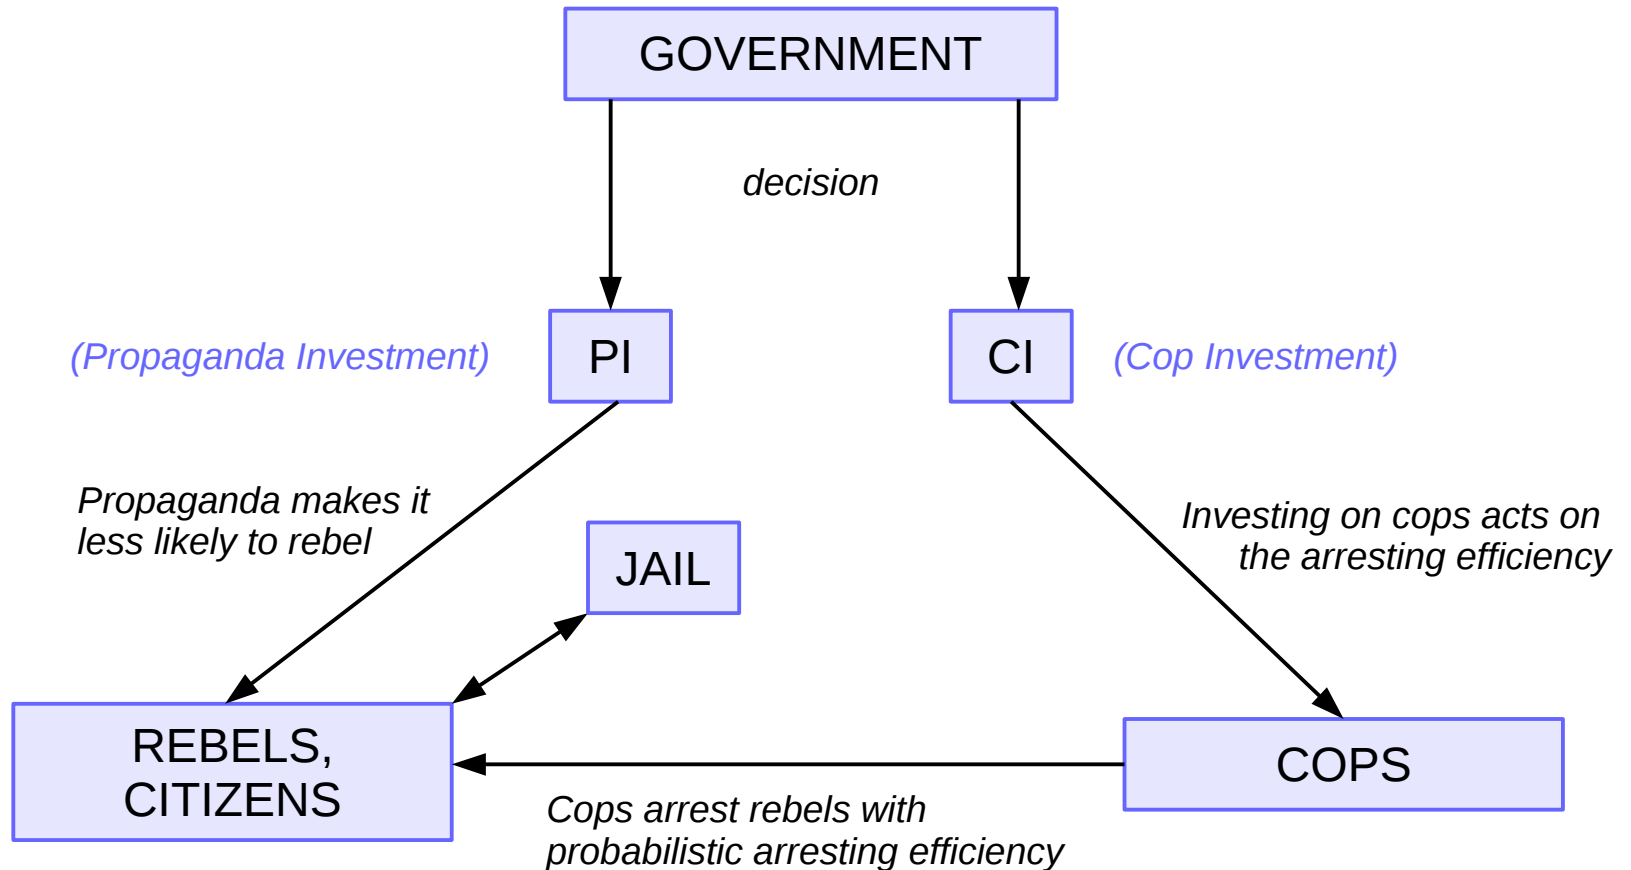 GOVERNMENT
decision
(Propaganda Investment)
PI
CI
(Cop Investment)
Propaganda makes it
less likely to rebel
Investing on cops acts on
the arresting efficiency
JAIL
REBELS,
CITIZENS
COPS
Cops arrest rebels with
probabilistic arresting efficiency